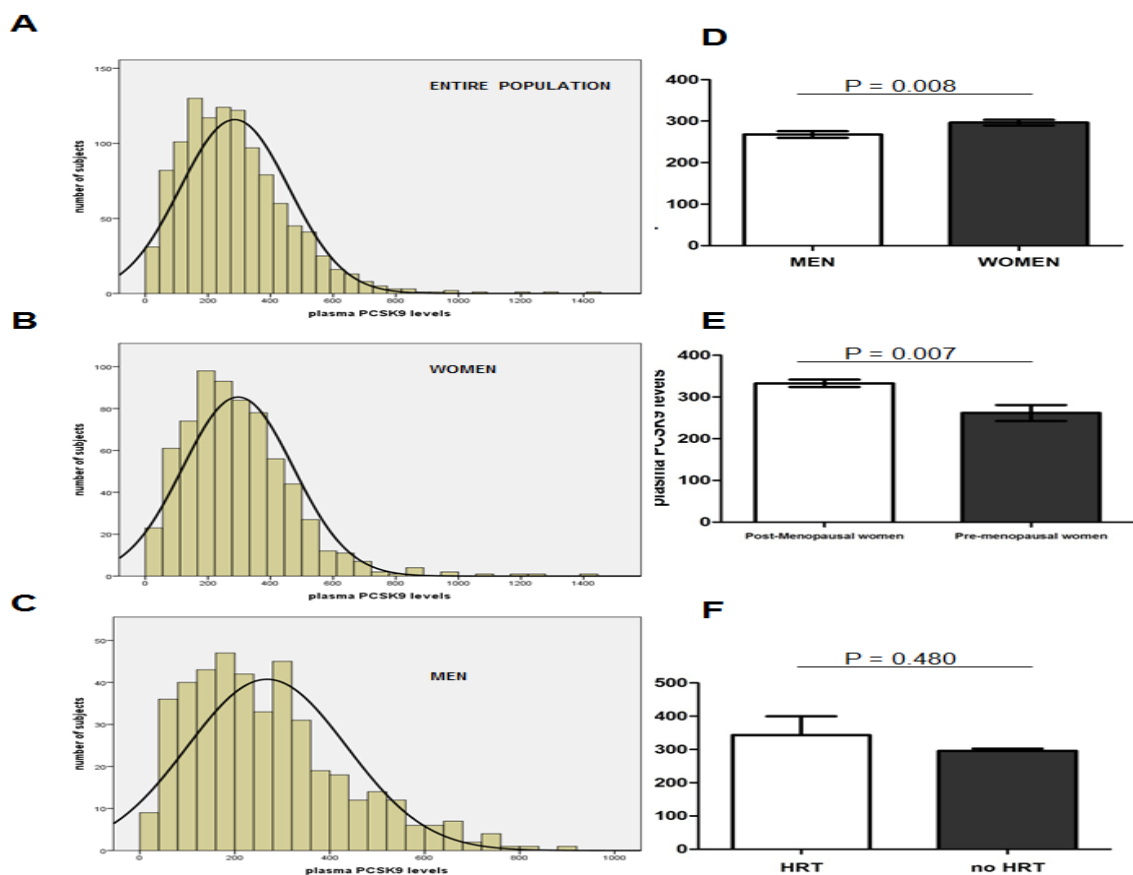 A
ENTIRE POPULATION
number of subjects
150
100
50
0
0 200 400 600 800 1000 1200 1400
plasma PCSK9 levels
B
WOMEN
number of subjects
100
80
60
40
20
0
0 200 400 600 800 1000 1200 1400
plasma PCSK9 levels
C
MEN
number of subjects
50
40
30
20
10
0
0 200 400 600 800 1000
plasma PCSK9 levels
D
P = 0.008
400
300
200
100
0
MEN WOMEN
E
P = 0.007
plasma PCSK9 levels
400
300
200
100
0
Post-Menopausal women Pre-menopausal women
F
P = 0.480
500
400
300
200
100
0
HRT no HRT